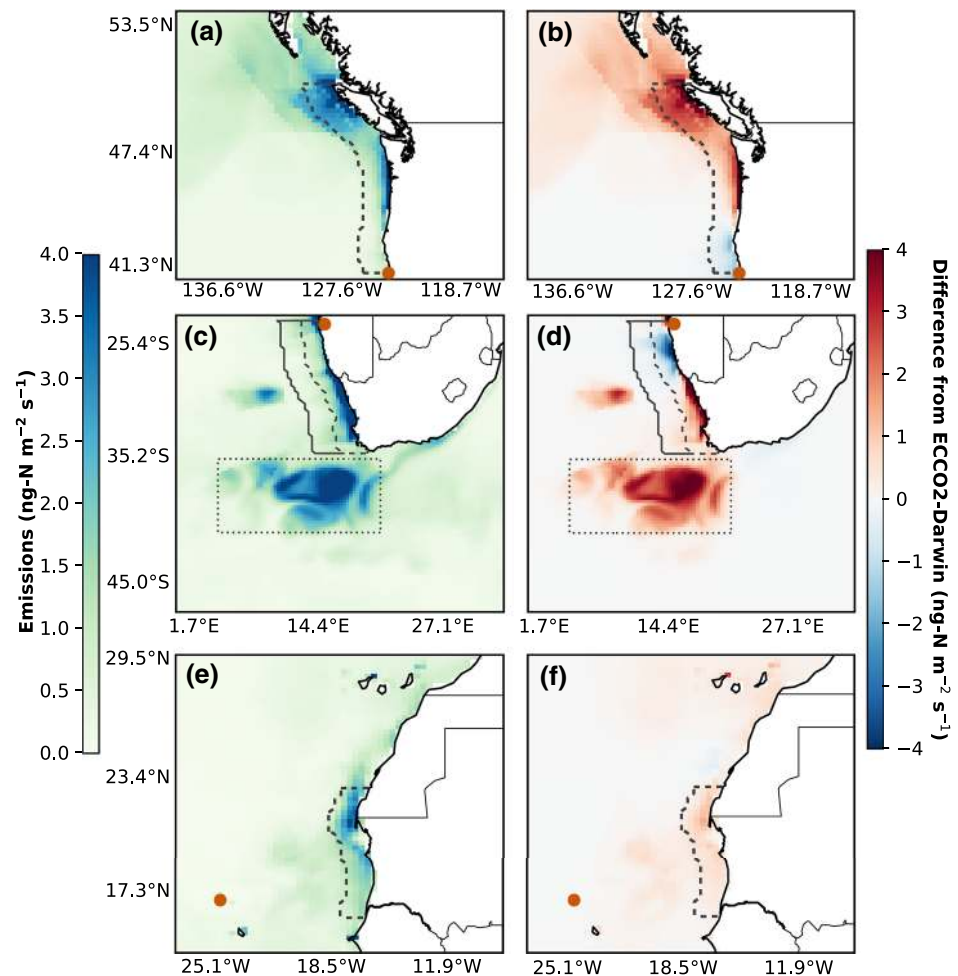 (a)
(b)
53.5°N
47.4°N
41.3°N
136.6°W 127.6°W 118.7°W
136.6°W 127.6°W 118.7°W
Emissions (ng-N m⁻² s⁻¹)
4.0
3.5
3.0
2.5
2.0
1.5
1.0
0.5
0.0
Difference from ECCO2-Darwin (ng-N m⁻² s⁻¹)
4
3
2
1
0
−1
−2
−3
−4
(c)
(d)
25.4°S
35.2°S
45.0°S
1.7°E 14.4°E 27.1°E
1.7°E 14.4°E 27.1°E
(e)
(f)
29.5°N
23.4°N
17.3°N
25.1°W 18.5°W 11.9°W
25.1°W 18.5°W 11.9°W